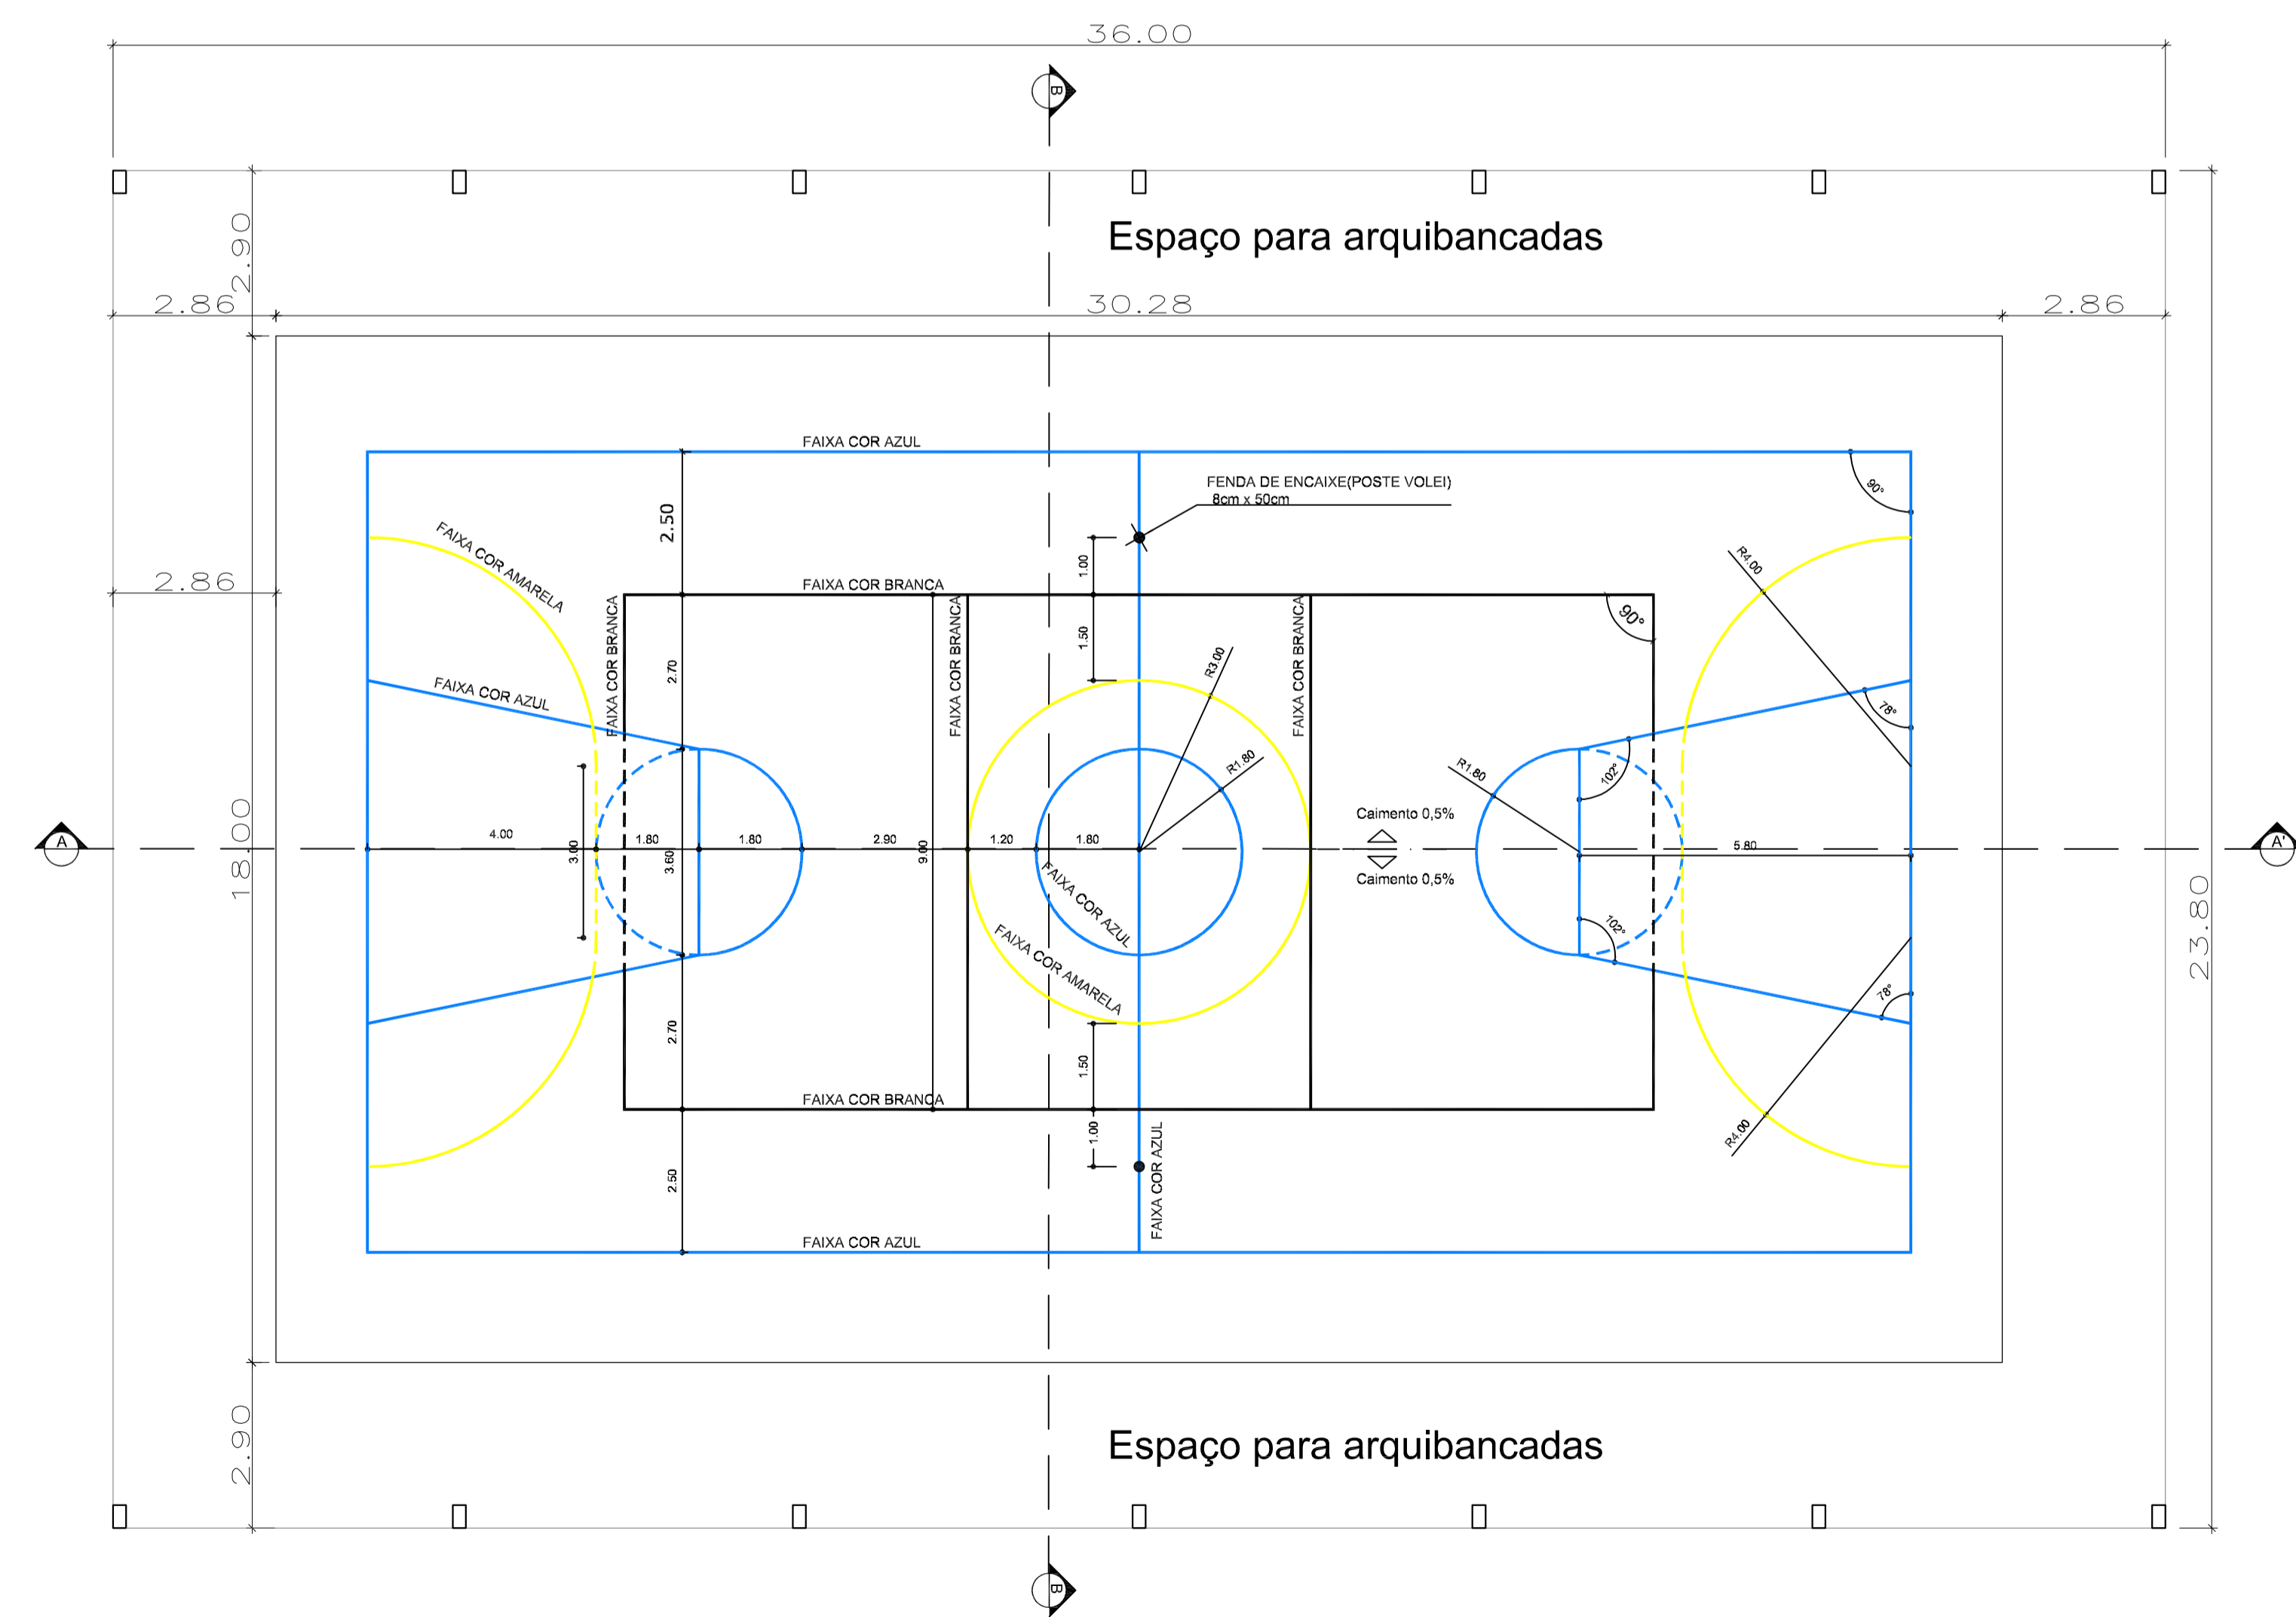 36.00
B
2.90
Espaço para arquibancadas
2.86
30.28
2.86
FAIXA COR AZUL
FENDA DE ENCAIXE(POSTE VOLEI)
8cm x 50cm
90°
2.50
FAIXA COR AMARELA
1.00
R4.00
2.86
FAIXA COR BRANCA
90°
FAIXA COR BRANCA
FAIXA COR BRANCA
FAIXA COR BRANCA
1.50
2.70
R3.00
FAIXA COR AZUL
78°
R1.80
R1.80
102°
Caimento 0,5%
A
18.00
4.00
3.00
1.80
3.60
1.80
2.90
9.00
1.20
1.80
5.80
A'
Caimento 0,5%
FAIXA COR AZUL
23.80
102°
FAIXA COR AMARELA
78°
2.70
1.50
FAIXA COR BRANCA
1.00
R4.00
2.50
FAIXA COR AZUL
FAIXA COR AZUL
2.90
Espaço para arquibancadas
B